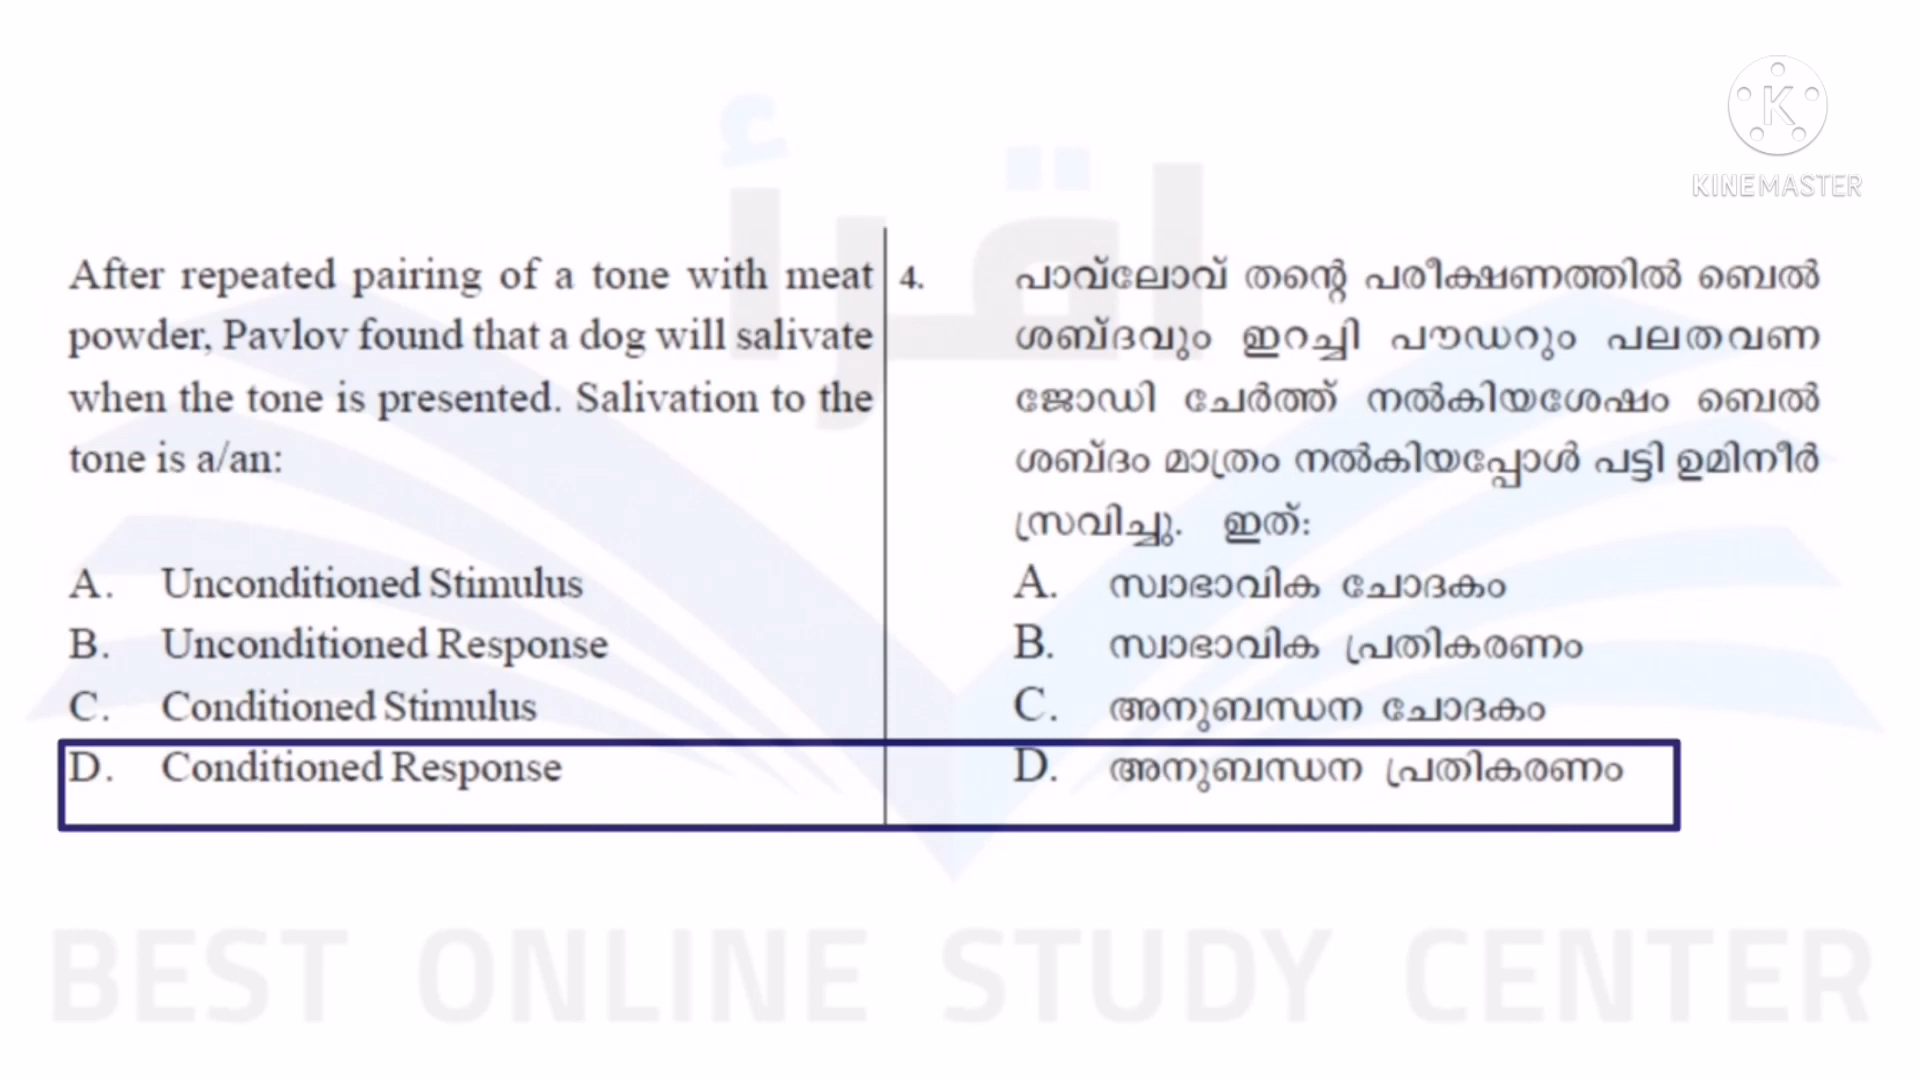 اقرأ
K
KINEMASTER
After repeated pairing of a tone with meat
powder, Pavlov found that a dog will salivate
when the tone is presented. Salivation to the
tone is a/an:
A. Unconditioned Stimulus
B. Unconditioned Response
C. Conditioned Stimulus
D. Conditioned Response
4. പാവ്‌ലോവ് തന്റെ പരീക്ഷണത്തിൽ ബെൽ
ശബ്ദവും ഇറച്ചി പൗഡറും പലതവണ
ജോഡി ചേർത്ത് നൽകിയശേഷം ബെൽ
ശബ്ദം മാത്രം നൽകിയപ്പോൾ പട്ടി ഉമിനീർ
സ്രവിച്ചു. ഇത്:
A. സ്വാഭാവിക ചോദകം
B. സ്വാഭാവിക പ്രതികരണം
C. അനുബന്ധന ചോദകം
D. അനുബന്ധന പ്രതികരണം
BEST ONLINE STUDY CENTER